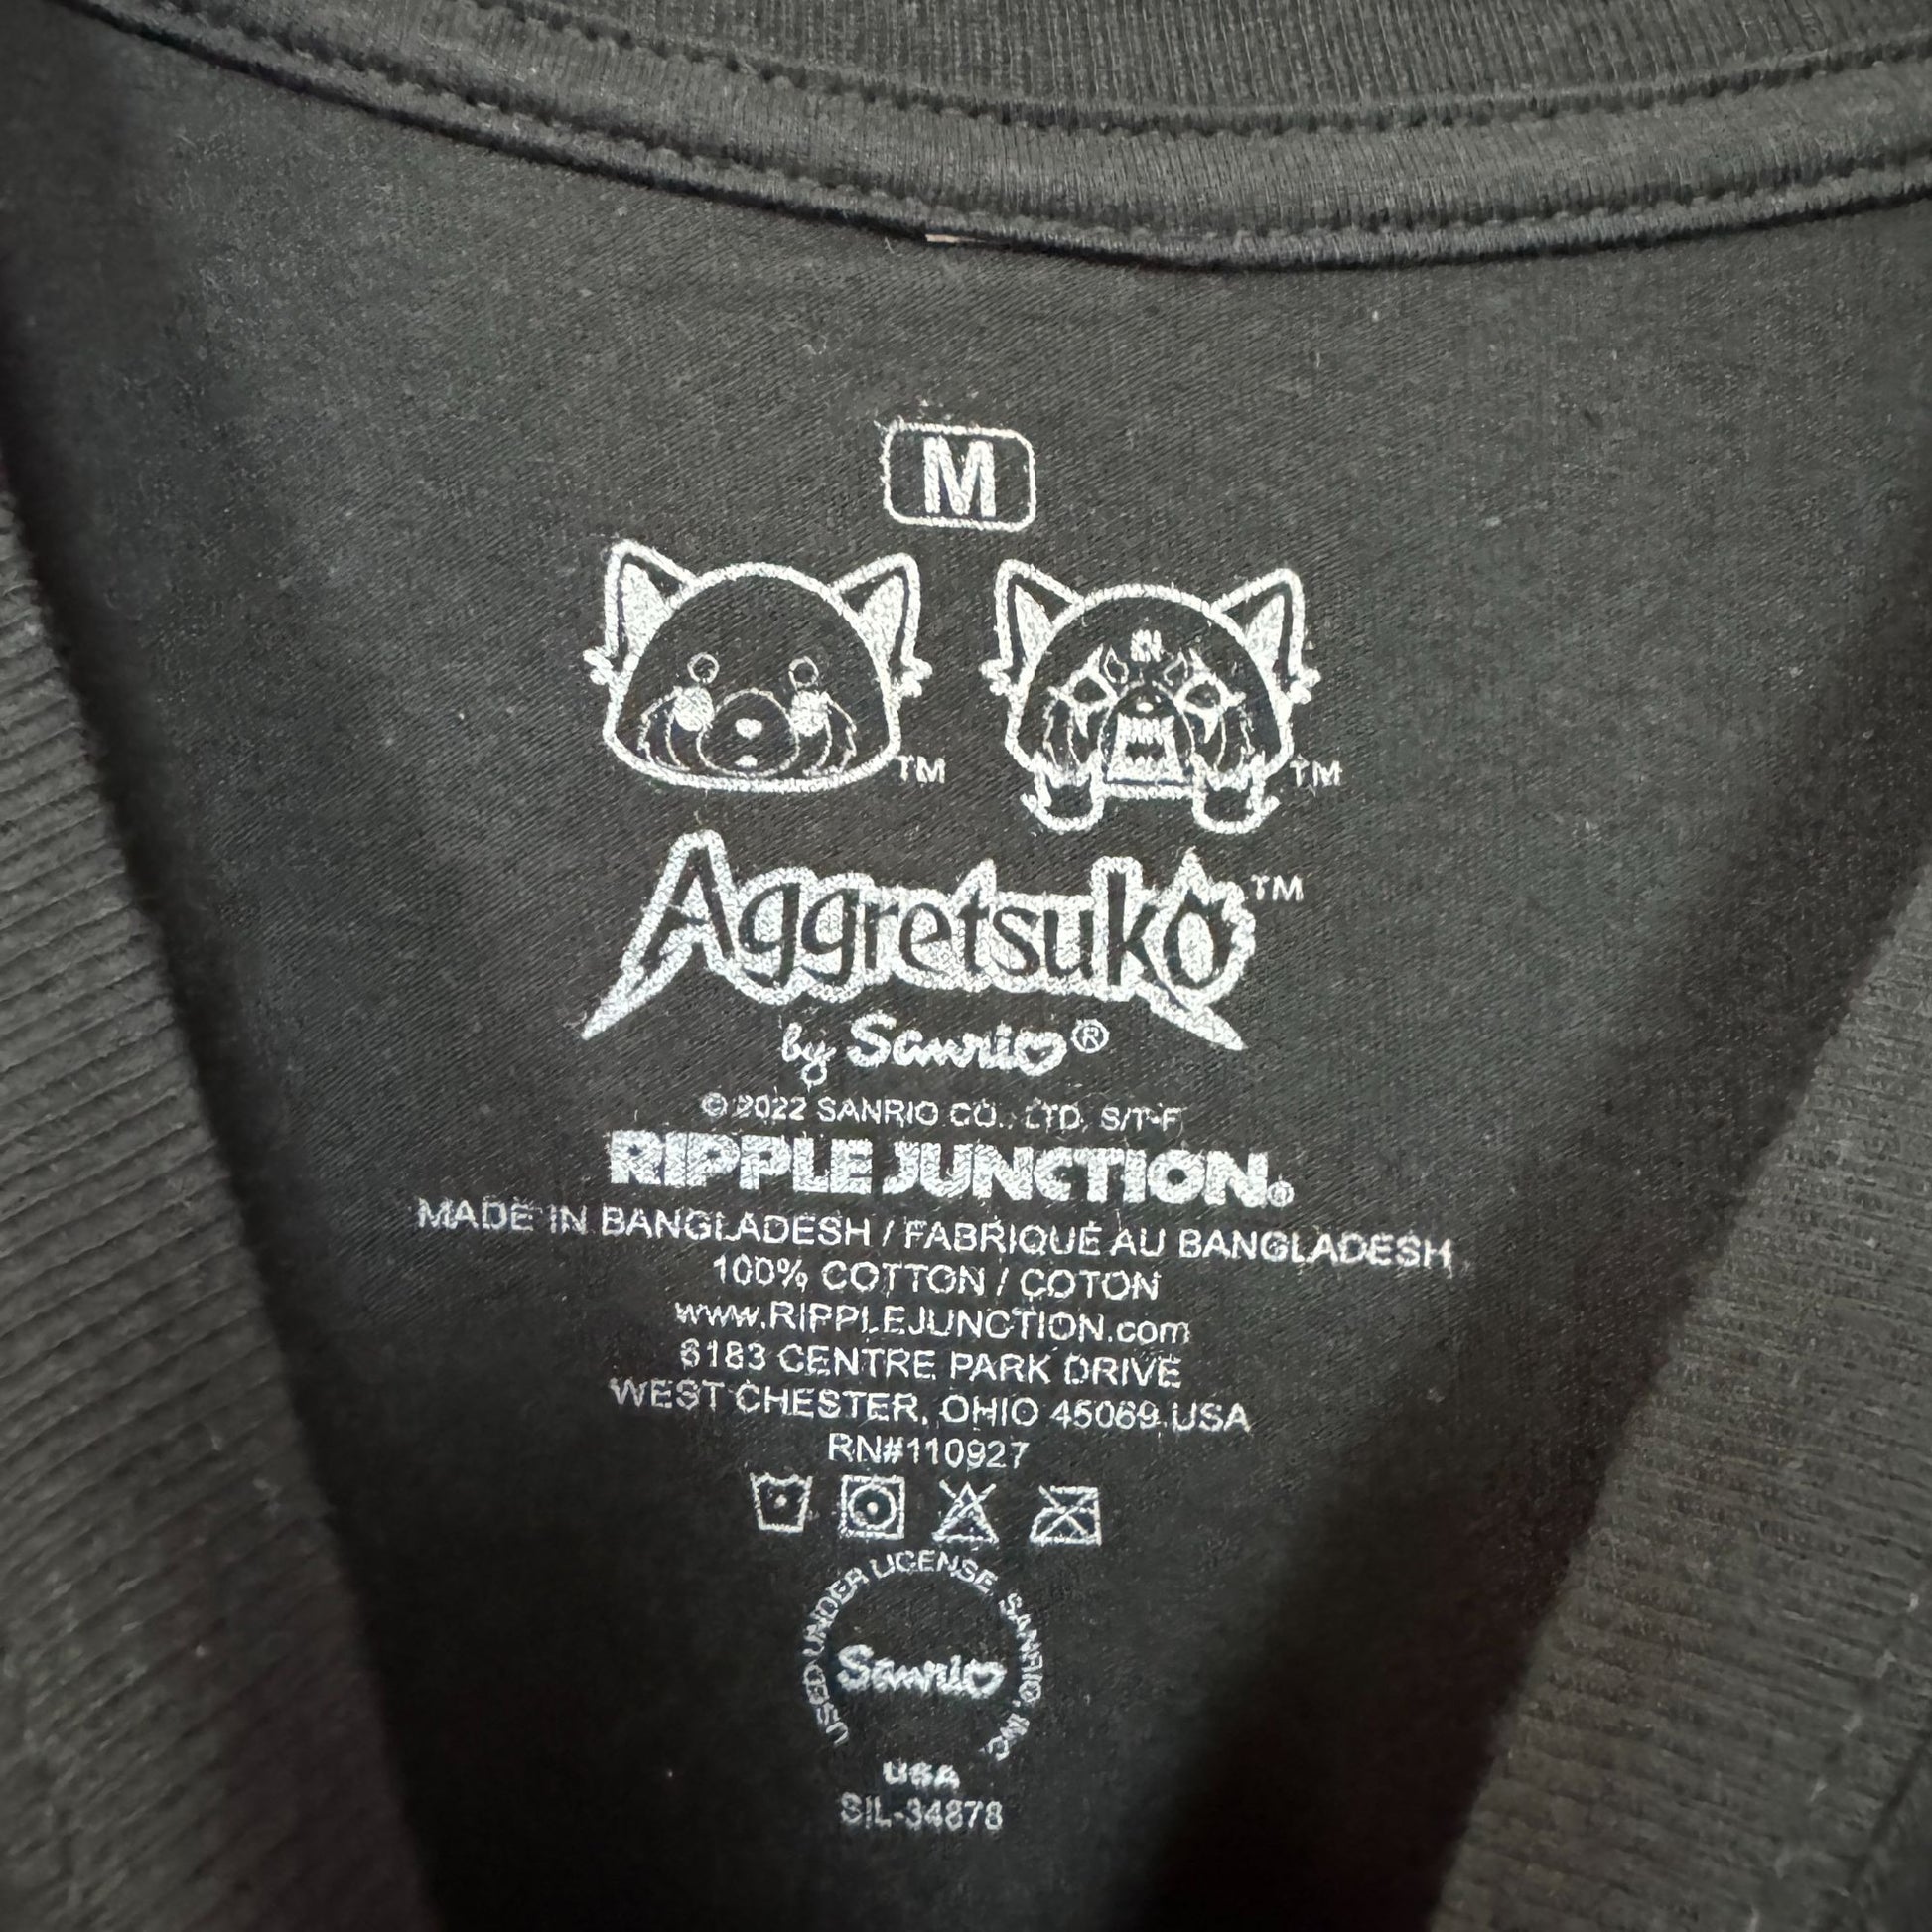 M
TM
TM
Aggretsuko™
by Sanrio®
© 2022 SANRIO CO., LTD. S/T·F
RIPPLE JUNCTION®
MADE IN BANGLADESH / FABRIQUÉ AU BANGLADESH
100% COTTON / COTON
www.RIPPLEJUNCTION.com
6183 CENTRE PARK DRIVE
WEST CHESTER, OHIO 45069 USA
RN#110927
USED UNDER LICENSE, SANRIO, INC.
Sanrio
USA
SIL-34878